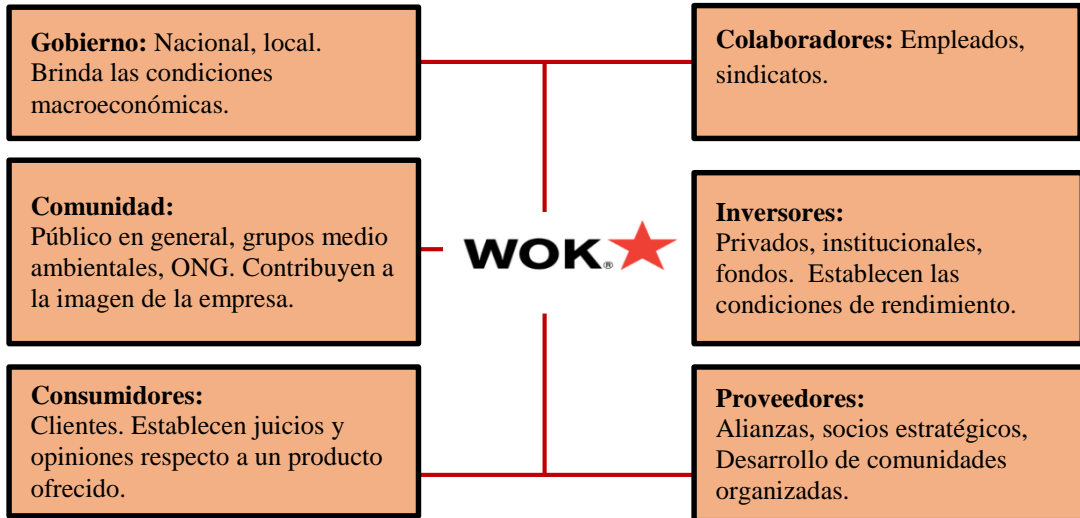 Gobierno: Nacional, local.
Brinda las condiciones
macroeconómicas.
Colaboradores: Empleados,
sindicatos.
Comunidad:
Público en general, grupos medio
ambientales, ONG. Contribuyen a
la imagen de la empresa.
WOK®
Inversores:
Privados, institucionales,
fondos. Establecen las
condiciones de rendimiento.
Consumidores:
Clientes. Establecen juicios y
opiniones respecto a un producto
ofrecido.
Proveedores:
Alianzas, socios estratégicos,
Desarrollo de comunidades
organizadas.